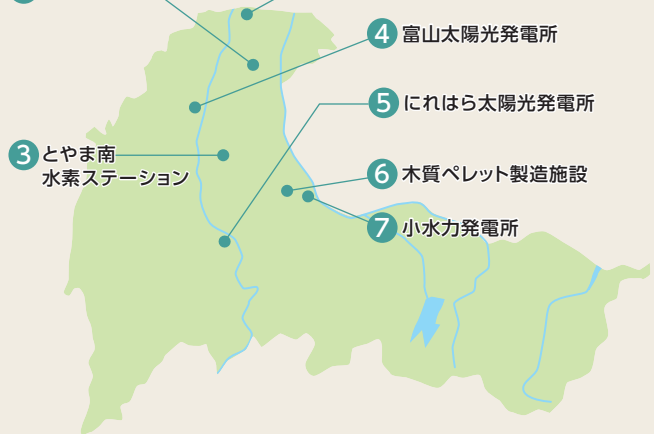 4 富山太陽光発電所
5 にれはら太陽光発電所
3 とやま南
水素ステーション
6 木質ペレット製造施設
7 小水力発電所